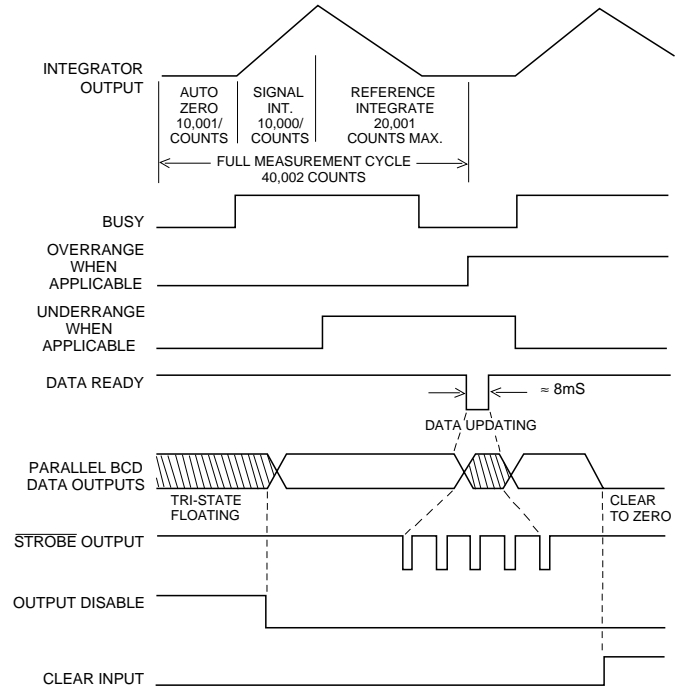 INTEGRATOR
OUTPUT
AUTO
ZERO
10,001/
COUNTS
SIGNAL
INT.
10,000/
COUNTS
REFERENCE
INTEGRATE
20,001
COUNTS MAX.
FULL MEASUREMENT CYCLE
40,002 COUNTS
BUSY
OVERRANGE
WHEN
APPLICABLE
UNDERRANGE
WHEN
APPLICABLE
DATA READY
≈ 8mS
DATA UPDATING
PARALLEL BCD
DATA OUTPUTS
TRI-STATE
FLOATING
CLEAR
TO ZERO
STROBE OUTPUT
OUTPUT DISABLE
CLEAR INPUT